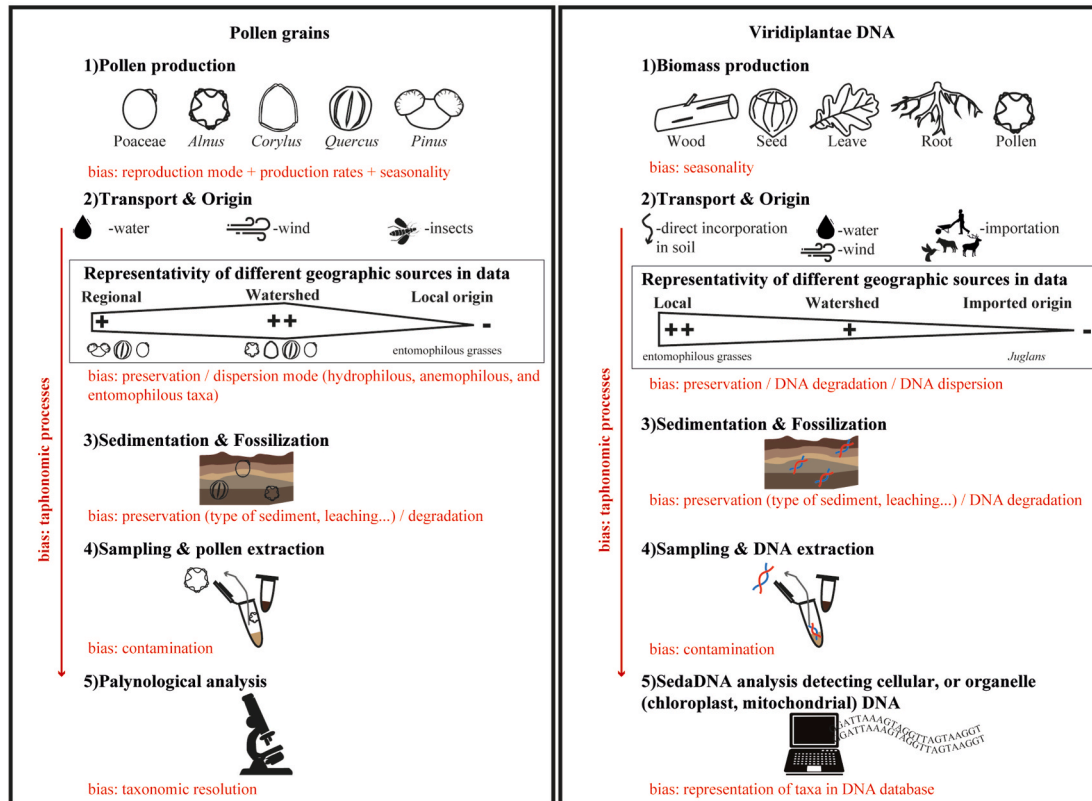 Pollen grains
1)Pollen production
Poaceae Alnus Corylus Quercus Pinus
bias: reproduction mode + production rates + seasonality
2)Transport & Origin
-water -wind -insects
Representativity of different geographic sources in data
Regional Watershed Local origin
+ ++ -
entomophilous grasses
bias: preservation / dispersion mode (hydrophilous, anemophilous, and
entomophilous taxa)
3)Sedimentation & Fossilization
bias: preservation (type of sediment, leaching...) / degradation
4)Sampling & pollen extraction
bias: contamination
5)Palynological analysis
bias: taxonomic resolution
bias: taphonomic processes
Viridiplantae DNA
1)Biomass production
Wood Seed Leave Root Pollen
bias: seasonality
2)Transport & Origin
-direct incorporation
in soil
-water
-wind
-importation
Representativity of different geographic sources in data
Local Watershed Imported origin
++ + -
entomophilous grasses Juglans
bias: preservation / DNA degradation / DNA dispersion
3)Sedimentation & Fossilization
bias: preservation (type of sediment, leaching...) / DNA degradation
4)Sampling & DNA extraction
bias: contamination
5)SedaDNA analysis detecting cellular, or organelle
(chloroplast, mitochondrial) DNA
GATTAAAGTAGGTTAGTAAGGT
GATTAAAGTAGGTTAGTAAGGT
bias: representation of taxa in DNA database
bias: taphonomic processes